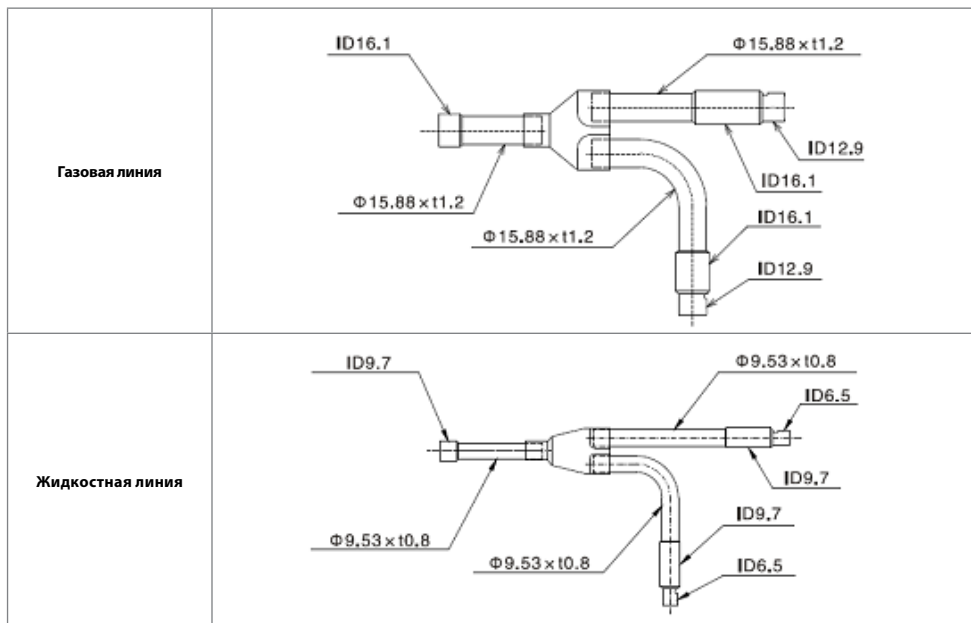 Газовая линия
ID16.1
Φ15.88×t1.2
ID12.9
ID16.1
Φ15.88×t1.2
ID16.1
Φ15.88×t1.2
ID12.9
Жидкостная линия
ID9.7
Φ9.53×t0.8
ID6.5
ID9.7
ID9.7
Φ9.53×t0.8
Φ9.53×t0.8
ID6.5